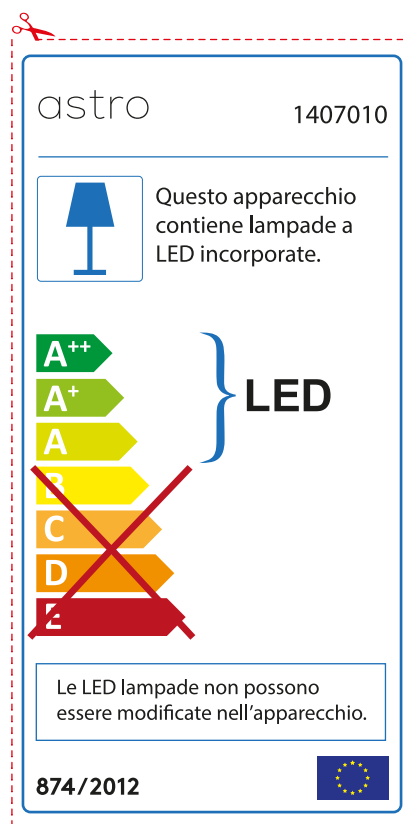 astro
1407010
Questo apparecchio
contiene lampade a
LED incorporate.
A++
A+
A
LED
B
C
D
E
Le LED lampade non possono
essere modificate nell'apparecchio.
874/2012